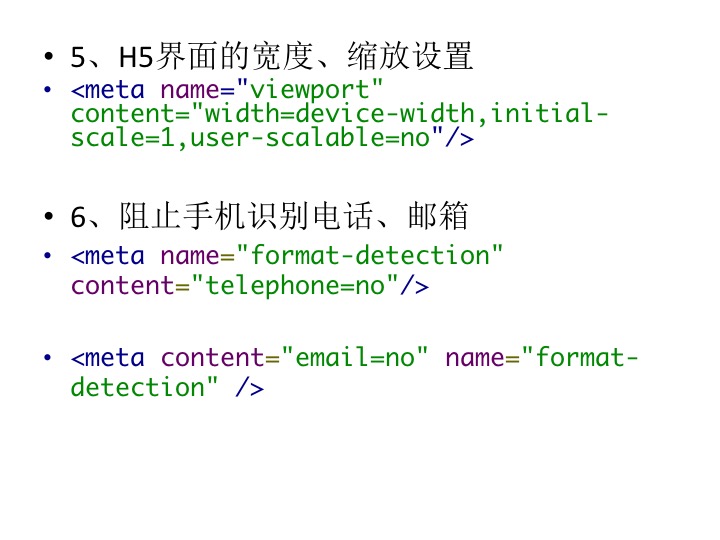 • 5、H5界面的宽度、缩放设置
• <meta name="viewport"
content="width=device-width,initial-
scale=1,user-scalable=no"/>
• 6、阻止手机识别电话、邮箱
• <meta name="format-detection"
content="telephone=no"/>
• <meta content="email=no" name="format-
detection" />